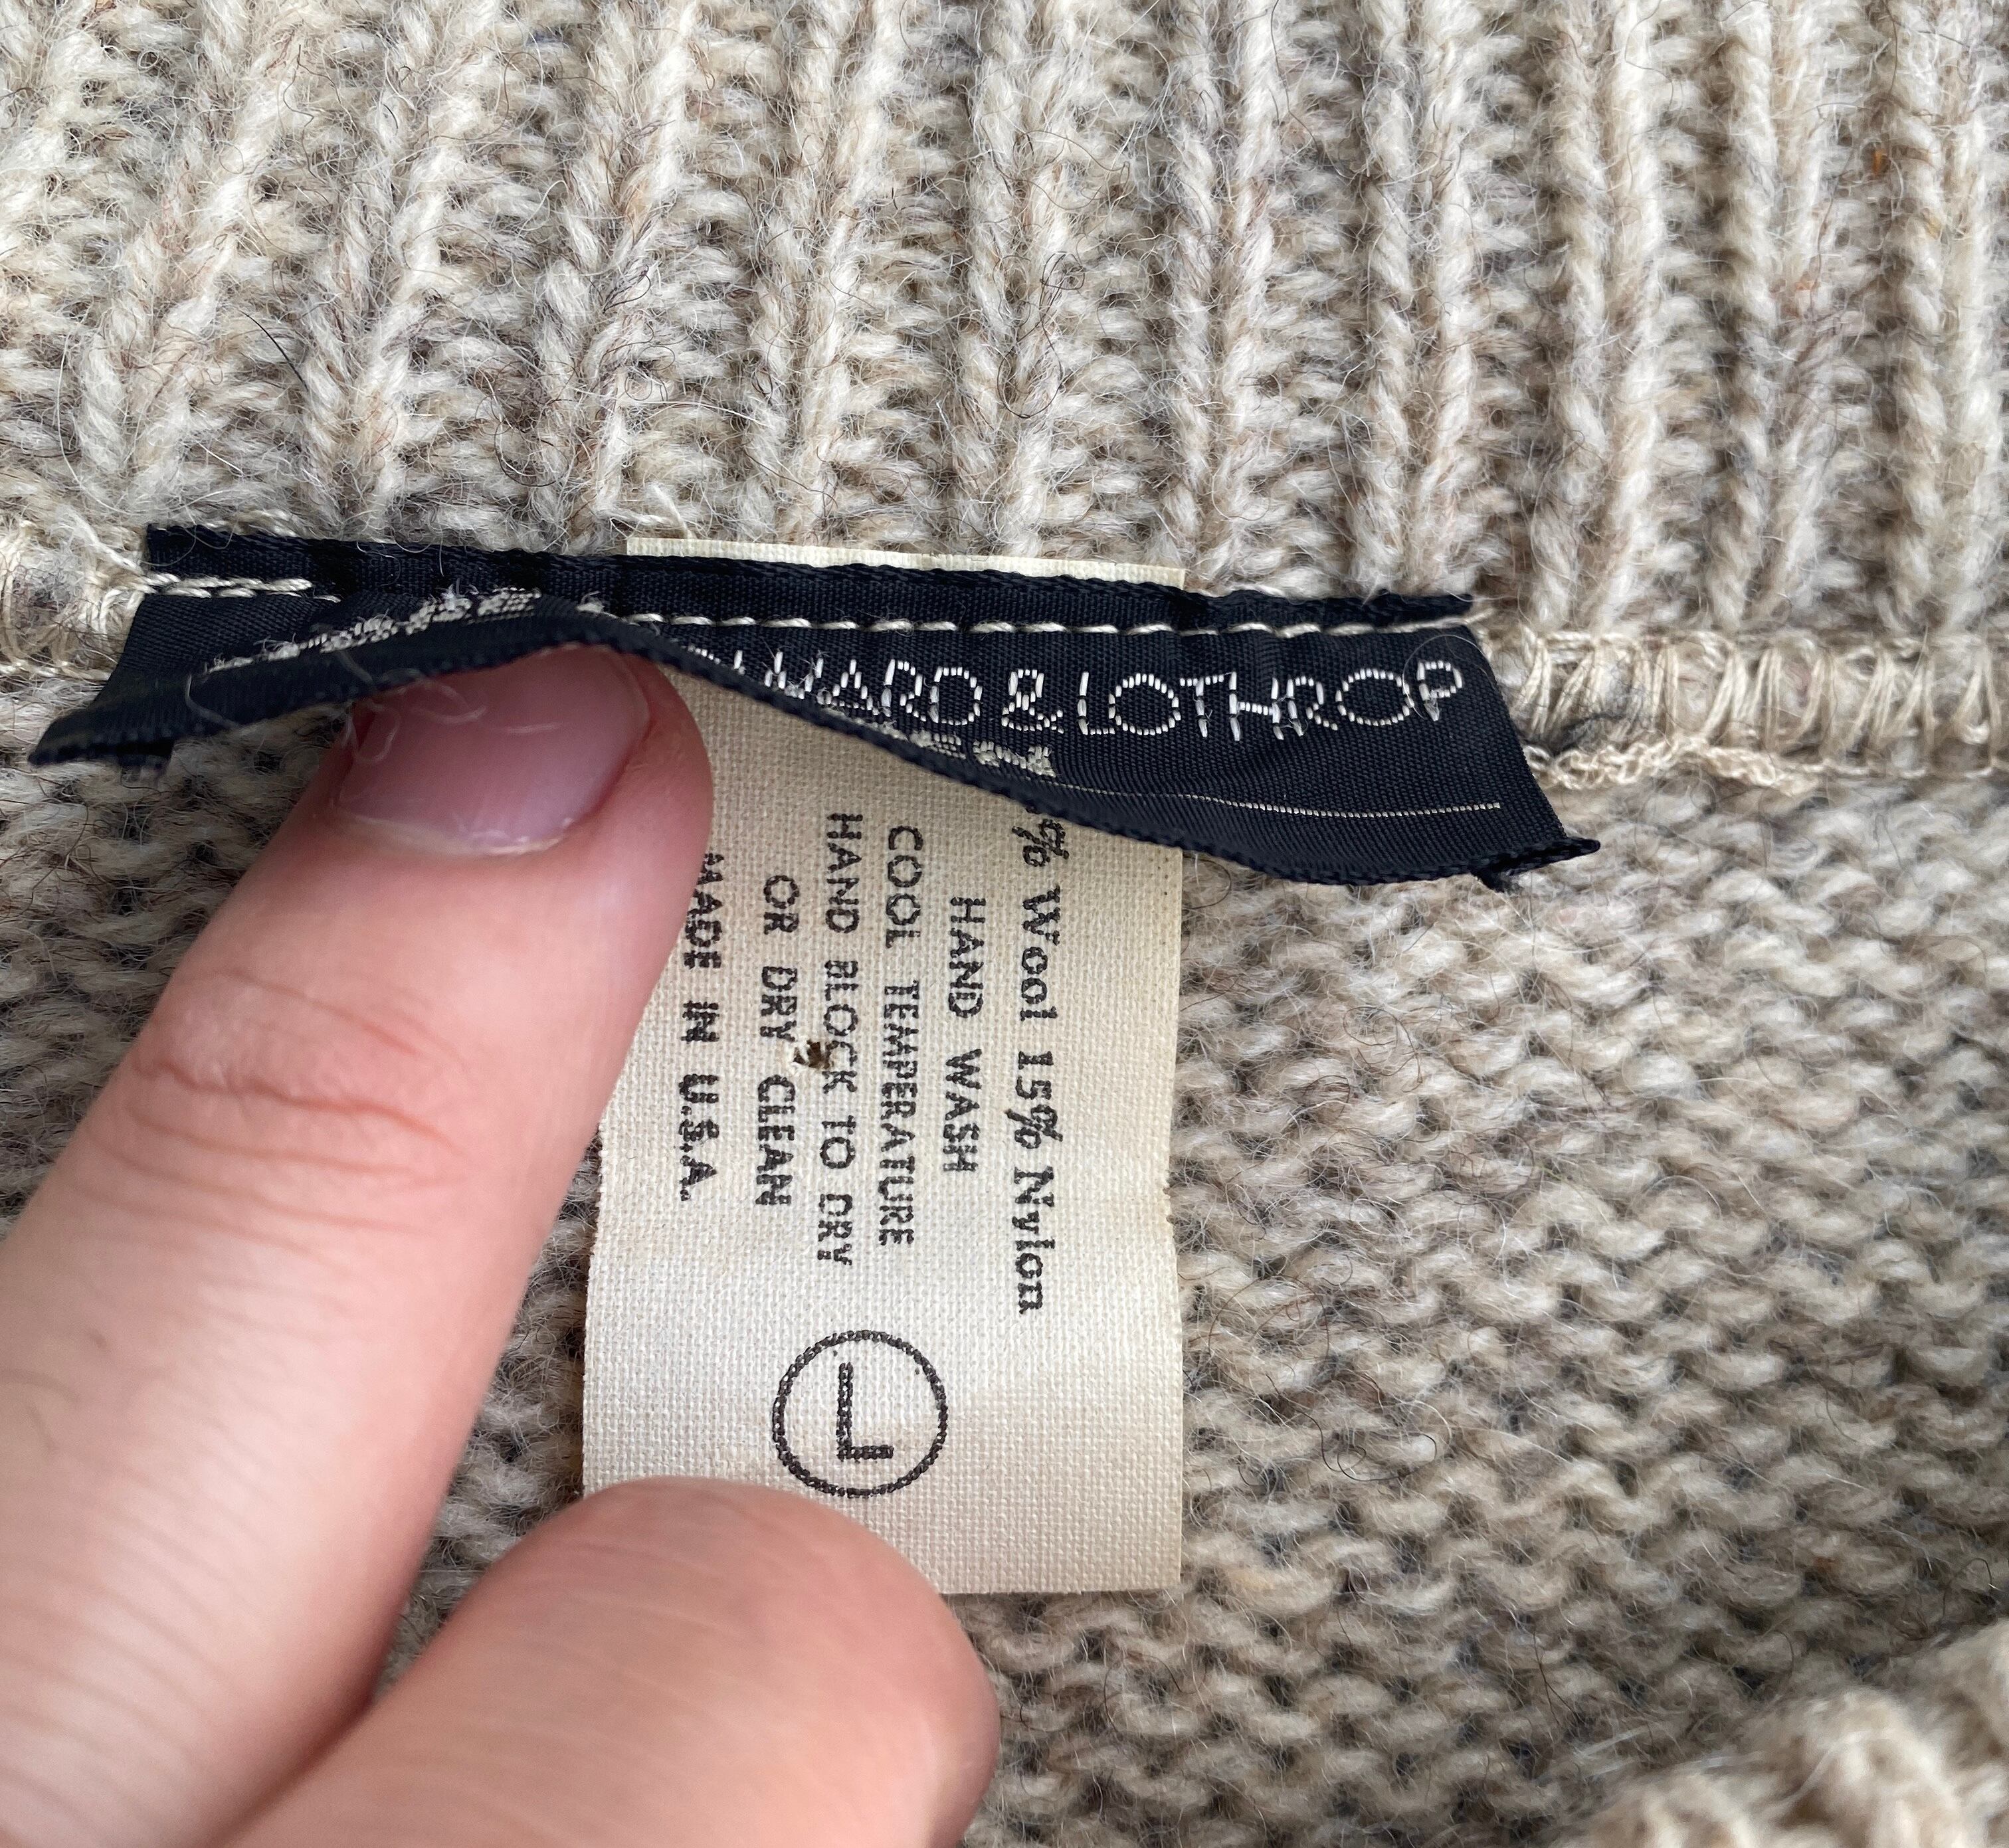 WARD & LOTHROP
% Wool 15% Nylon
HAND WASH
COOL TEMPERATURE
HAND BLOCK TO DRY
OR DRY CLEAN
MADE IN U.S.A.
L